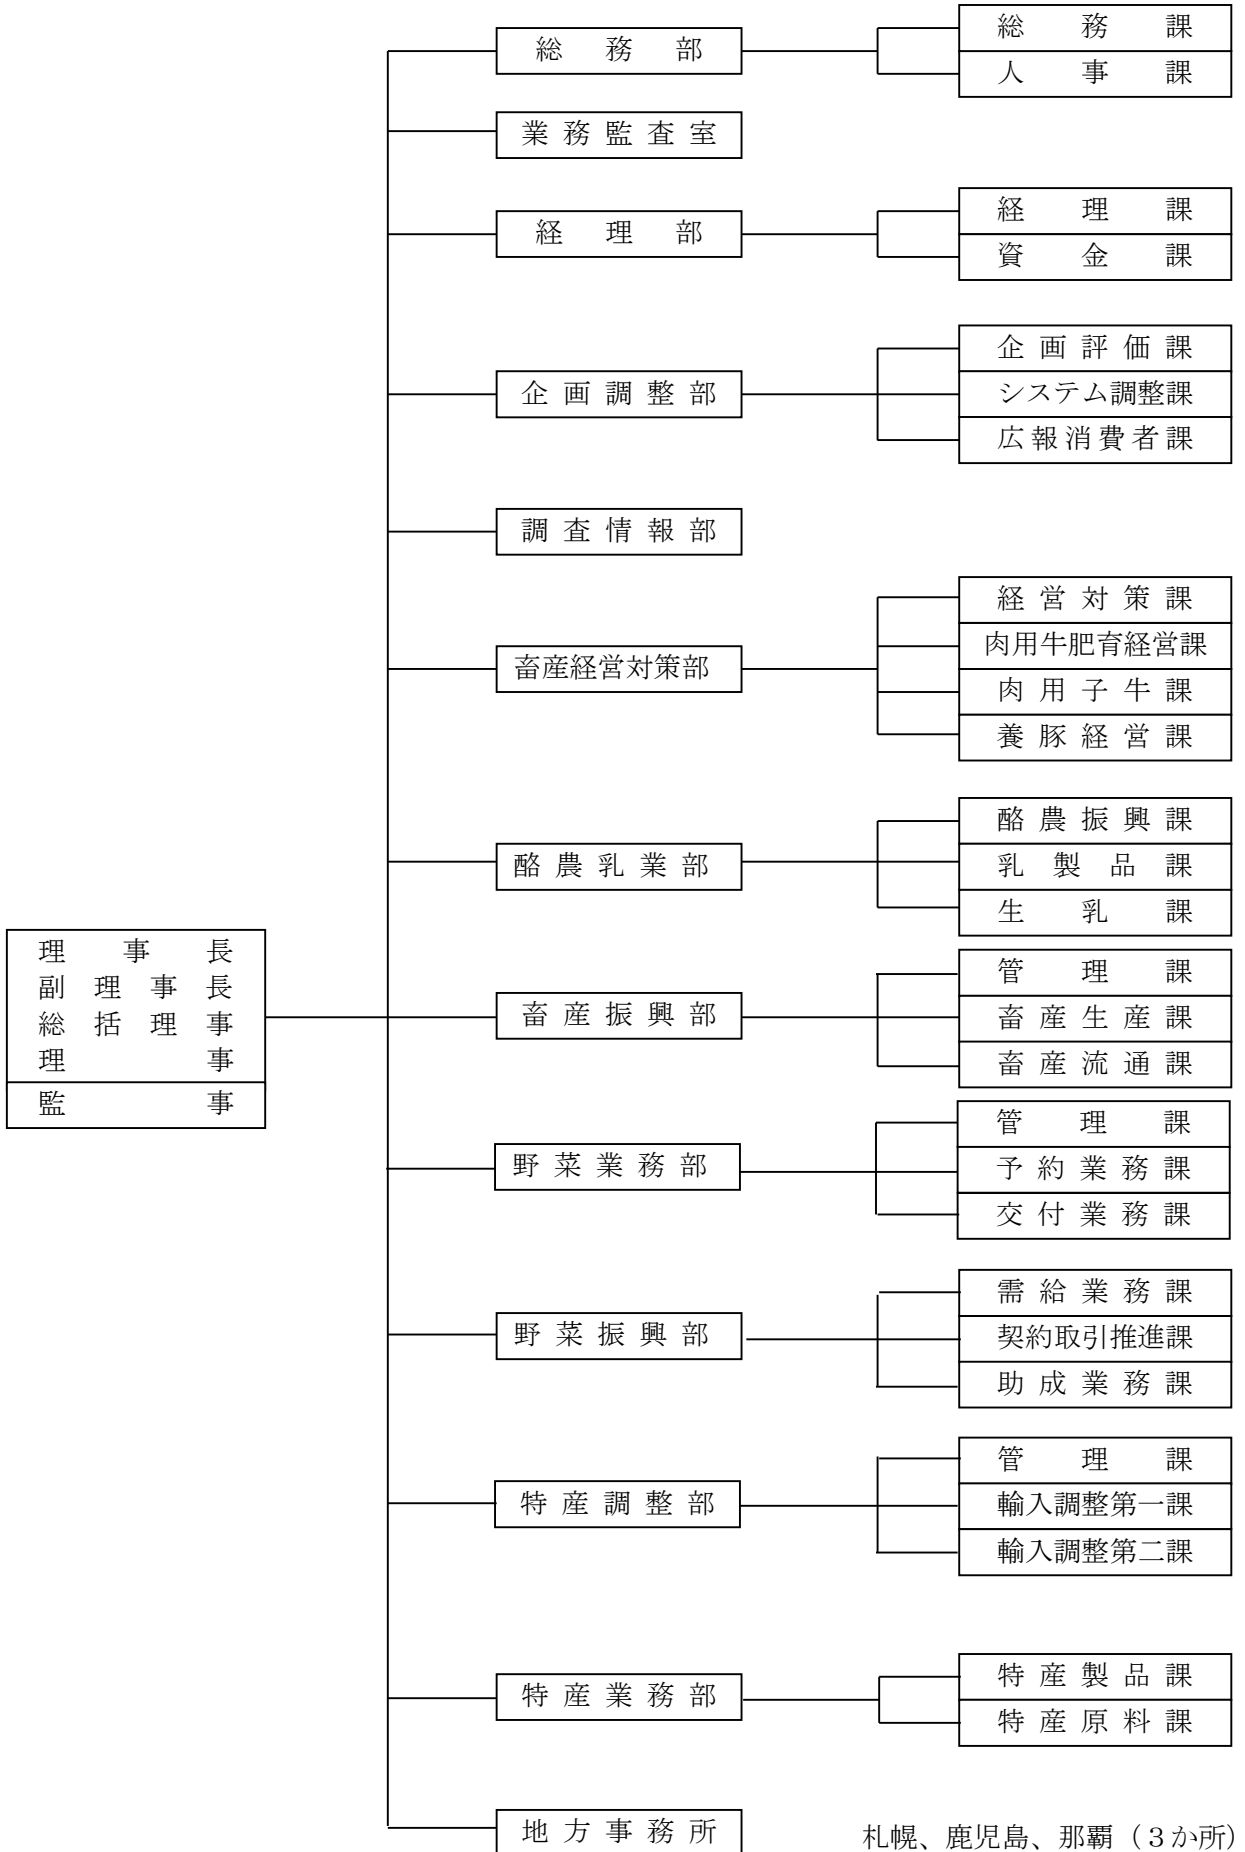 総務部
総務課
人事課
業務監査室
経理部
経理課
資金課
企画調整部
企画評価課
システム調整課
広報消費者課
調査情報部
畜産経営対策部
経営対策課
肉用牛肥育経営課
肉用子牛課
養豚経営課
酪農乳業部
酪農振興課
乳製品課
生乳課
理事長
副理事長
総括理事
理事
監事
畜産振興部
管理課
畜産生産課
畜産流通課
野菜業務部
管理課
予約業務課
交付業務課
野菜振興部
需給業務課
契約取引推進課
助成業務課
特産調整部
管理課
輸入調整第一課
輸入調整第二課
特産業務部
特産製品課
特産原料課
地方事務所
札幌、鹿児島、那覇（３か所）